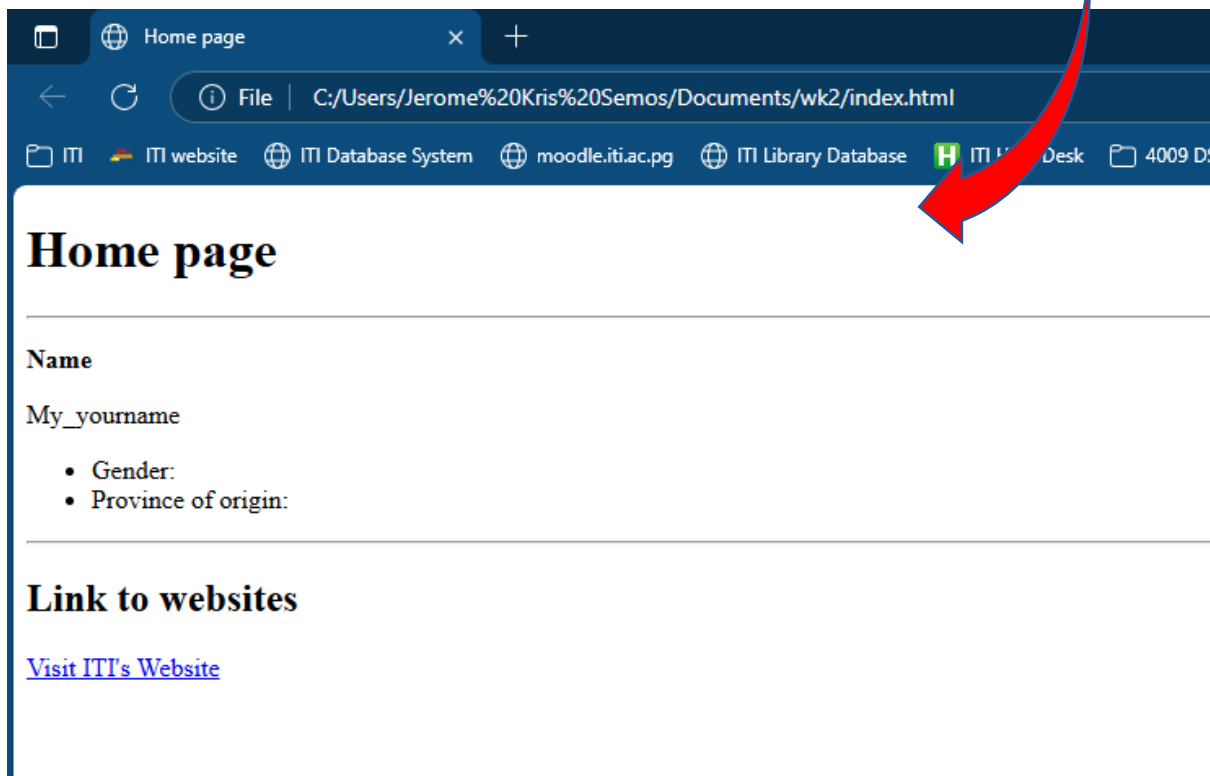 Home page
File
C:/Users/Jerome%20Kris%20Semos/Documents/wk2/index.html
ITI ITI website ITI Database System moodle.iti.ac.pg ITI Library Database ITI Desk 4009
Home page
Name
My_yourname
• Gender:
• Province of origin:
Link to websites
Visit ITI's Website